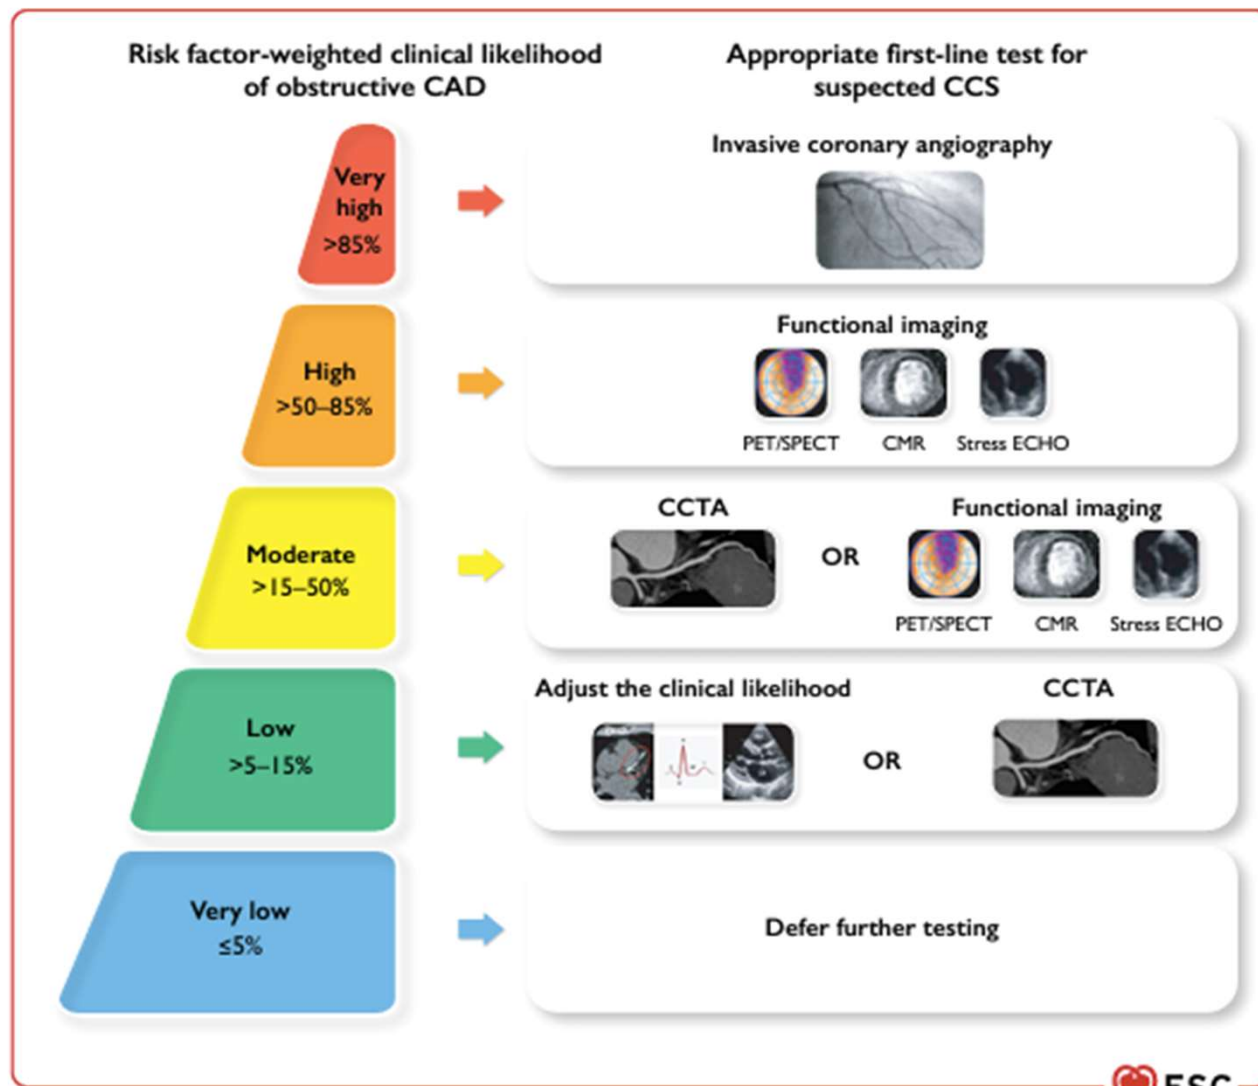 Risk factor-weighted clinical likelihood
of obstructive CAD
Appropriate first-line test for
suspected CCS
Very
high
>85%
Invasive coronary angiography
High
>50–85%
Functional imaging
PET/SPECT
CMR
Stress ECHO
Moderate
>15–50%
CCTA
OR
Functional imaging
PET/SPECT
CMR
Stress ECHO
Low
>5–15%
Adjust the clinical likelihood
OR
CCTA
Very low
≤5%
Defer further testing
ESC